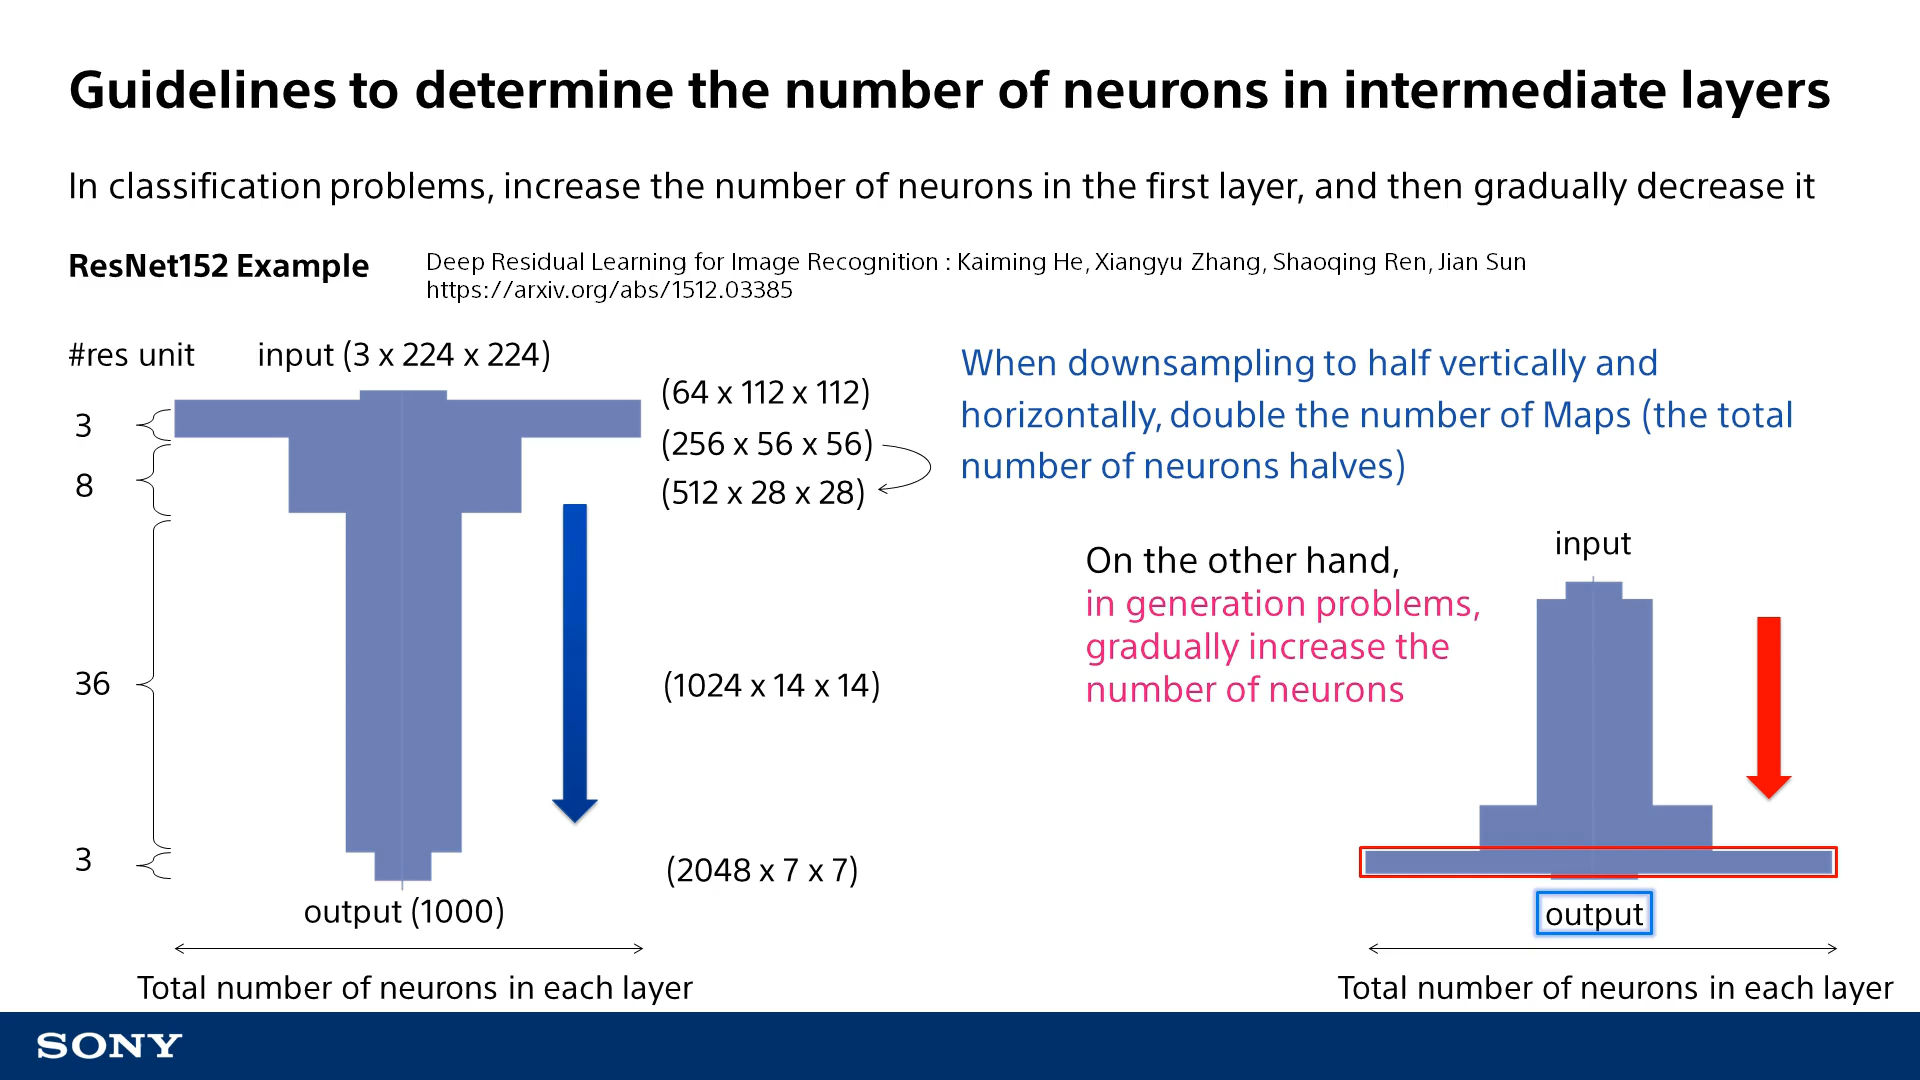 Guidelines to determine the number of neurons in intermediate layers
In classification problems, increase the number of neurons in the first layer, and then gradually decrease it
ResNet152 Example
Deep Residual Learning for Image Recognition : Kaiming He, Xiangyu Zhang, Shaoqing Ren, Jian Sun
https://arxiv.org/abs/1512.03385
#res unit
input (3 x 224 x 224)
3
8
36
3
(64 x 112 x 112)
(256 x 56 x 56)
(512 x 28 x 28)
(1024 x 14 x 14)
(2048 x 7 x 7)
output (1000)
Total number of neurons in each layer
When downsampling to half vertically and
horizontally, double the number of Maps (the total
number of neurons halves)
On the other hand,
in generation problems,
gradually increase the
number of neurons
input
output
Total number of neurons in each layer
SONY